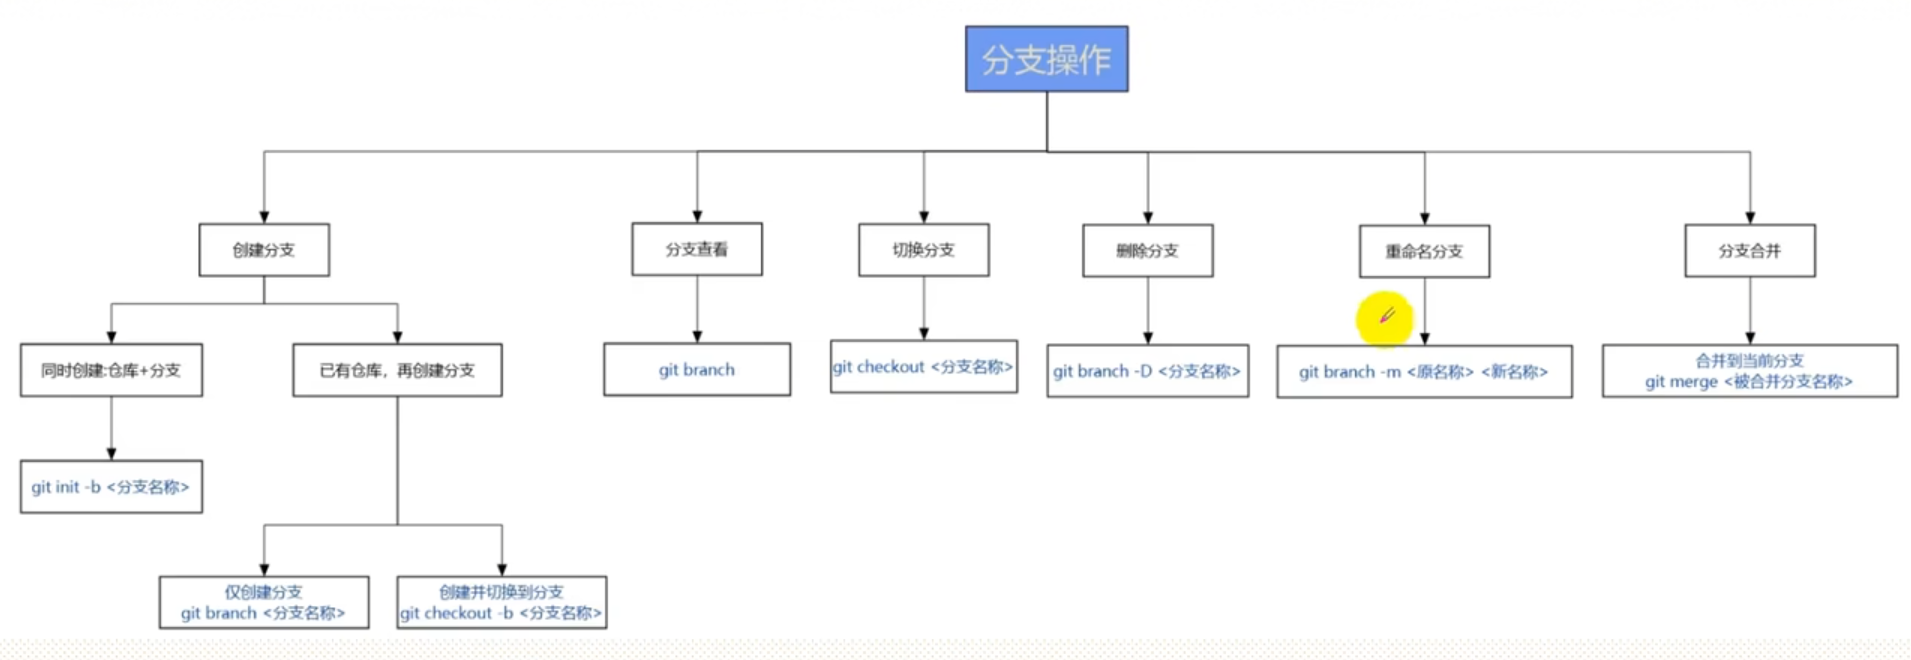 分支操作
创建分支
分支查看
切换分支
删除分支
重命名分支
分支合并
同时创建:仓库+分支
已有仓库，再创建分支
git branch
git checkout <分支名称>
git branch -D <分支名称>
git branch -m <原名称> <新名称>
合并到当前分支
git merge <被合并分支名称>
git init -b <分支名称>
仅创建分支
git branch <分支名称>
创建并切换到分支
git checkout -b <分支名称>